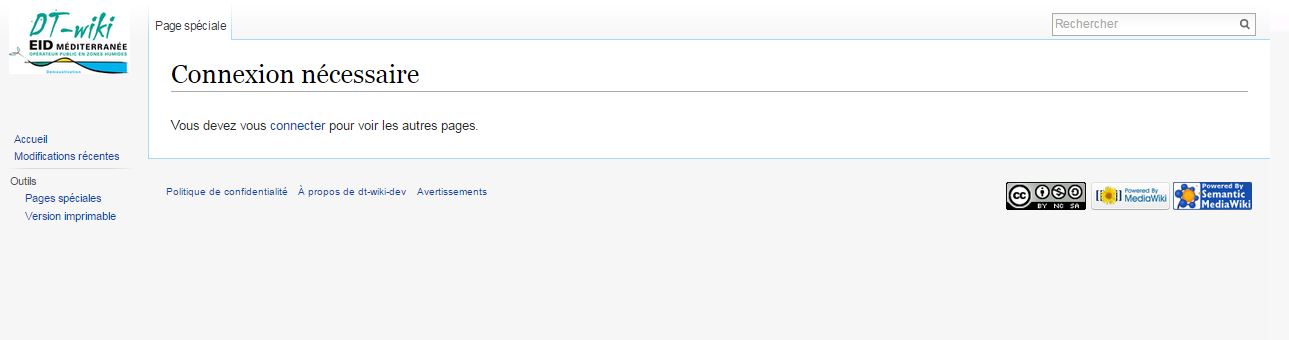 DT-wiki
EID MÉDITERRANÉE
OPÉRATEUR PUBLIC EN ZONES HUMIDES
Démoustication
Page spéciale
Rechercher
Connexion nécessaire
Vous devez vous connecter pour voir les autres pages.
Accueil
Modifications récentes
Outils
Pages spéciales
Version imprimable
Politique de confidentialité À propos de dt-wiki-dev Avertissements
cc
BY NC SA
Powered By
MediaWiki
Powered By
Semantic
MediaWiki